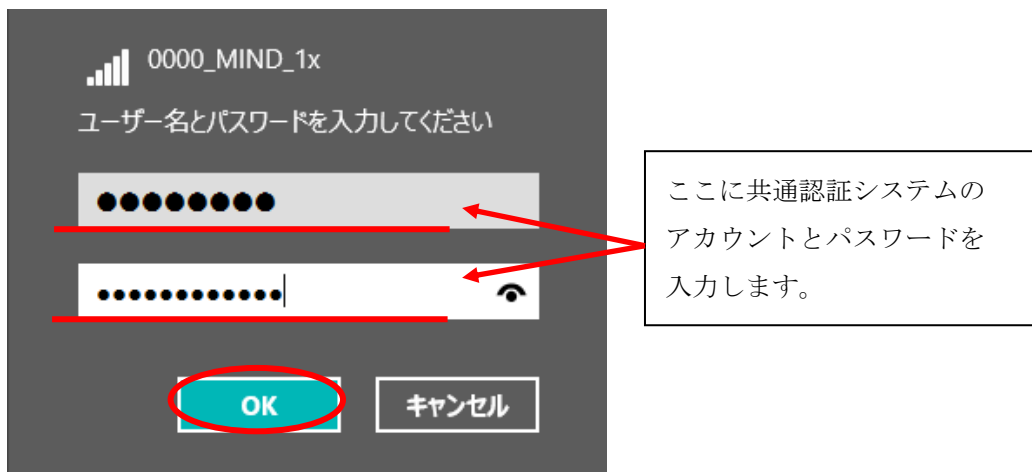 0000_MIND_1x
ユーザー名とパスワードを入力してください
●●●●●●●●
●●●●●●●●●●●●
OK
キャンセル
ここに共通認証システムの
アカウントとパスワードを
入力します。